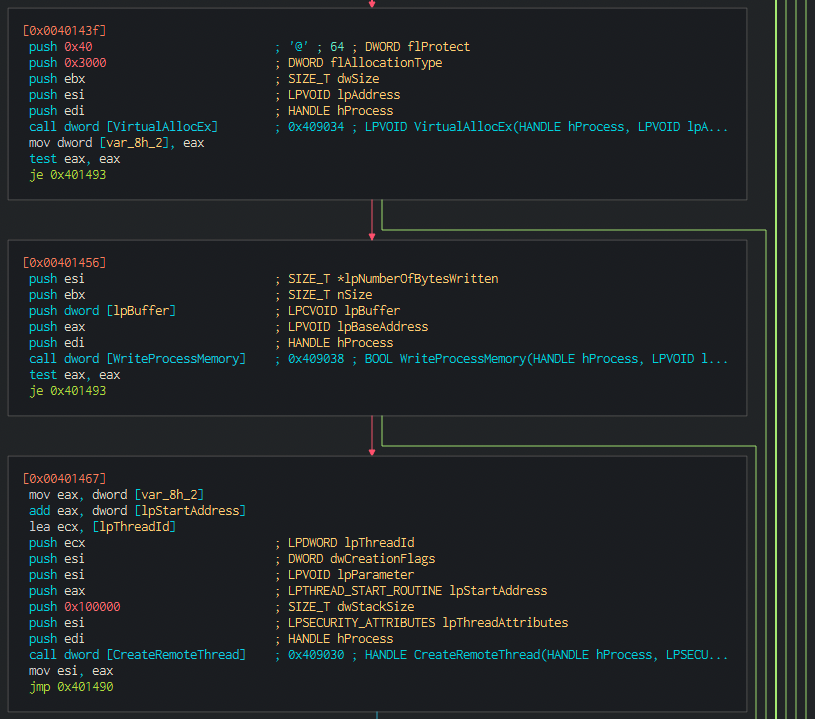 [0x0040143f]
push 0x40 ; '@' ; 64 ; DWORD flProtect
push 0x3000 ; DWORD flAllocationType
push ebx ; SIZE_T dwSize
push esi ; LPVOID lpAddress
push edi ; HANDLE hProcess
call dword [VirtualAllocEx] ; 0x409034 ; LPVOID VirtualAllocEx(HANDLE hProcess, LPVOID lpA...
mov dword [var_8h_2], eax
test eax, eax
je 0x401493
[0x00401456]
push esi ; SIZE_T *lpNumberOfBytesWritten
push ebx ; SIZE_T nSize
push dword [lpBuffer] ; LPCVOID lpBuffer
push eax ; LPVOID lpBaseAddress
push edi ; HANDLE hProcess
call dword [WriteProcessMemory] ; 0x409038 ; BOOL WriteProcessMemory(HANDLE hProcess, LPVOID l...
test eax, eax
je 0x401493
[0x00401467]
mov eax, dword [var_8h_2]
add eax, dword [lpStartAddress]
lea ecx, [lpThreadId]
push ecx ; LPDWORD lpThreadId
push esi ; DWORD dwCreationFlags
push esi ; LPVOID lpParameter
push eax ; LPTHREAD_START_ROUTINE lpStartAddress
push 0x100000 ; SIZE_T dwStackSize
push esi ; LPSECURITY_ATTRIBUTES lpThreadAttributes
push edi ; HANDLE hProcess
call dword [CreateRemoteThread] ; 0x409030 ; HANDLE CreateRemoteThread(HANDLE hProcess, LPSECU...
mov esi, eax
jmp 0x401490